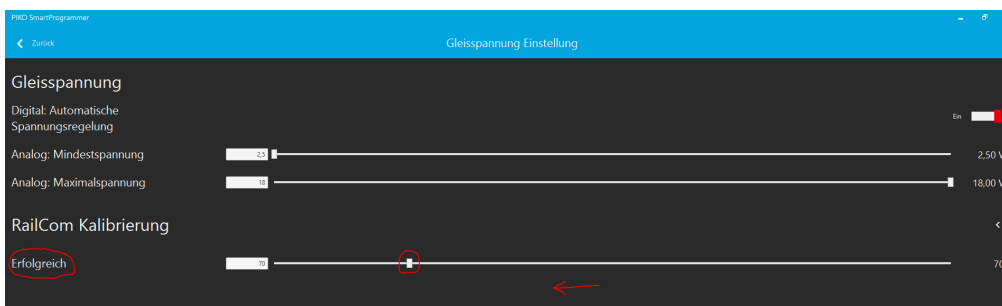 PIKO SmartProgrammer
Zurück
Gleisspannung Einstellung
Gleisspannung
Digital: Automatische
Spannungsregelung
Ein
Analog: Mindestspannung
2,5
2,50 V
Analog: Maximalspannung
18
18,00 V
RailCom Kalibrierung
Erfolgreich
70
70